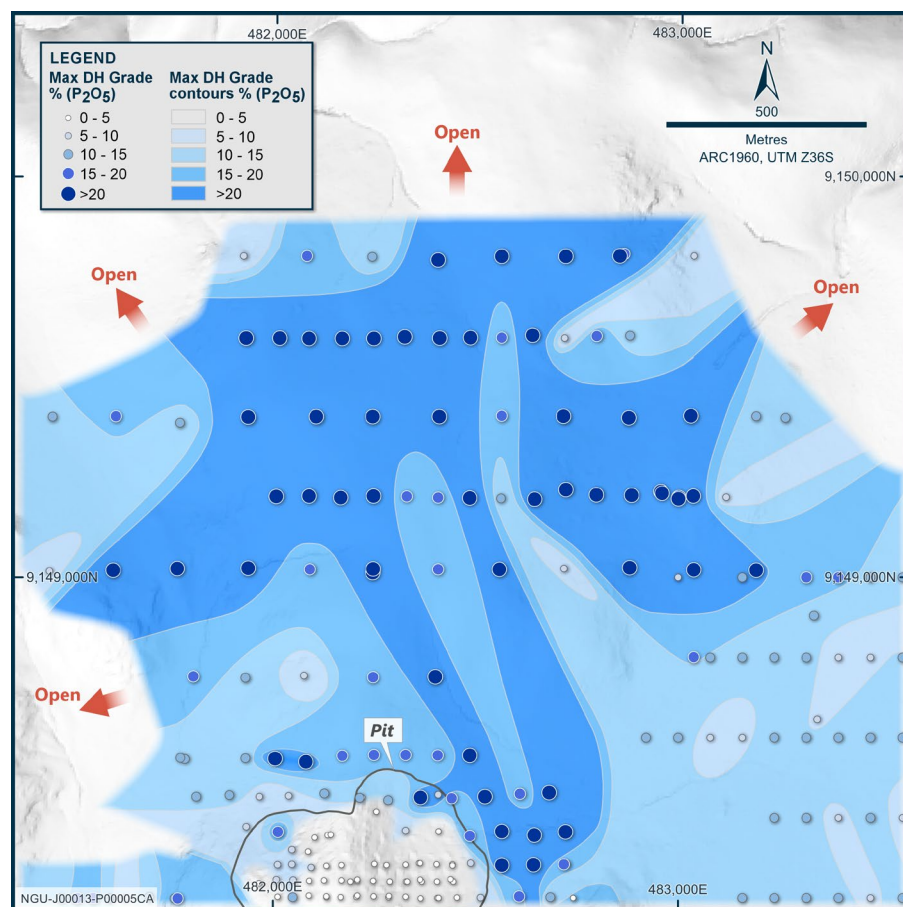 482,000E
483,000E
LEGEND
Max DH Grade
% (P₂O₅)
0 - 5
5 - 10
10 - 15
15 - 20
>20
Max DH Grade
contours % (P₂O₅)
0 - 5
5 - 10
10 - 15
15 - 20
>20
N
500
Metres
ARC1960, UTM Z36S
Open
9,150,000N
Open
Open
9,149,000N
9,149,000N
Open
Pit
482,000E
483,000E
NGU-J00013-P00005CA